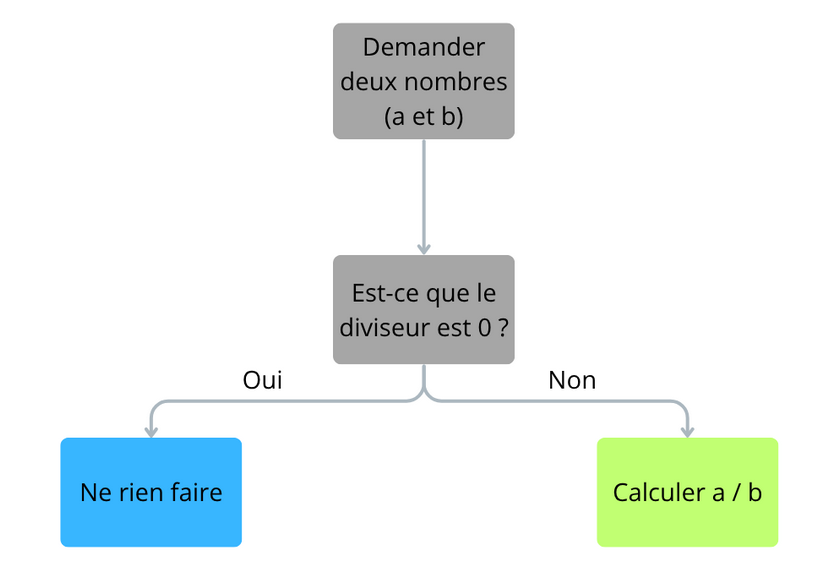 Demander
deux nombres
(a et b)
Est-ce que le
diviseur est 0 ?
Oui
Non
Ne rien faire
Calculer a / b